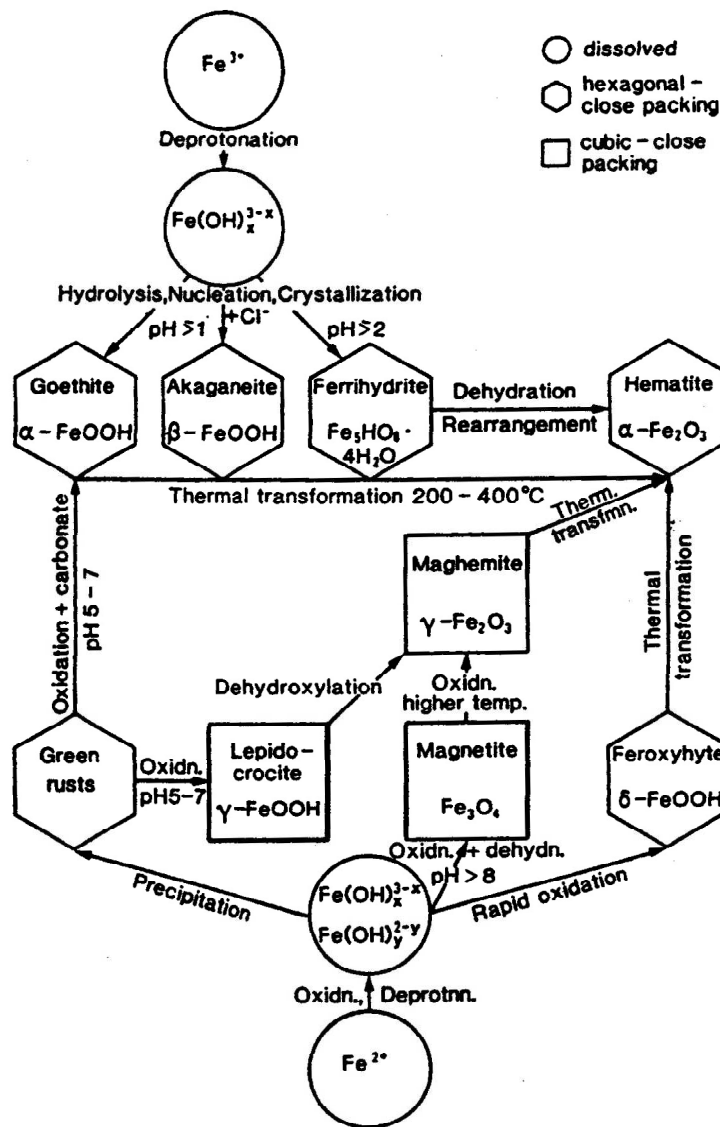 Fe³⁺
dissolved
hexagonal-
close packing
cubic-close
packing
Deprotonation
Fe(OH)ₓ³⁻ˣ
Hydrolysis,Nucleation,Crystallization
pH ≷ 1
+Cl⁻
pH ≷ 2
Goethite
α-FeOOH
Akaganeite
β-FeOOH
Ferrihydrite
Fe₅HO₈·
4H₂O
Dehydration
Rearrangement
Hematite
α-Fe₂O₃
Thermal transformation 200-400°C
Therm.
transfmn.
Oxidation + carbonate
pH 5-7
Maghemite
γ-Fe₂O₃
Thermal
transformation
Dehydroxylation
Oxidn.
higher temp.
Green
rusts
Oxidn.
pH5-7
Lepido-
crocite
γ-FeOOH
Magnetite
Fe₃O₄
Feroxyhyte
δ-FeOOH
Oxidn. + dehydn.
pH > 8
Precipitation
Fe(OH)ₓ³⁻ˣ
Fe(OH)ᵧ²⁻ʸ
Rapid oxidation
Oxidn., Deprotnn.
Fe²⁺